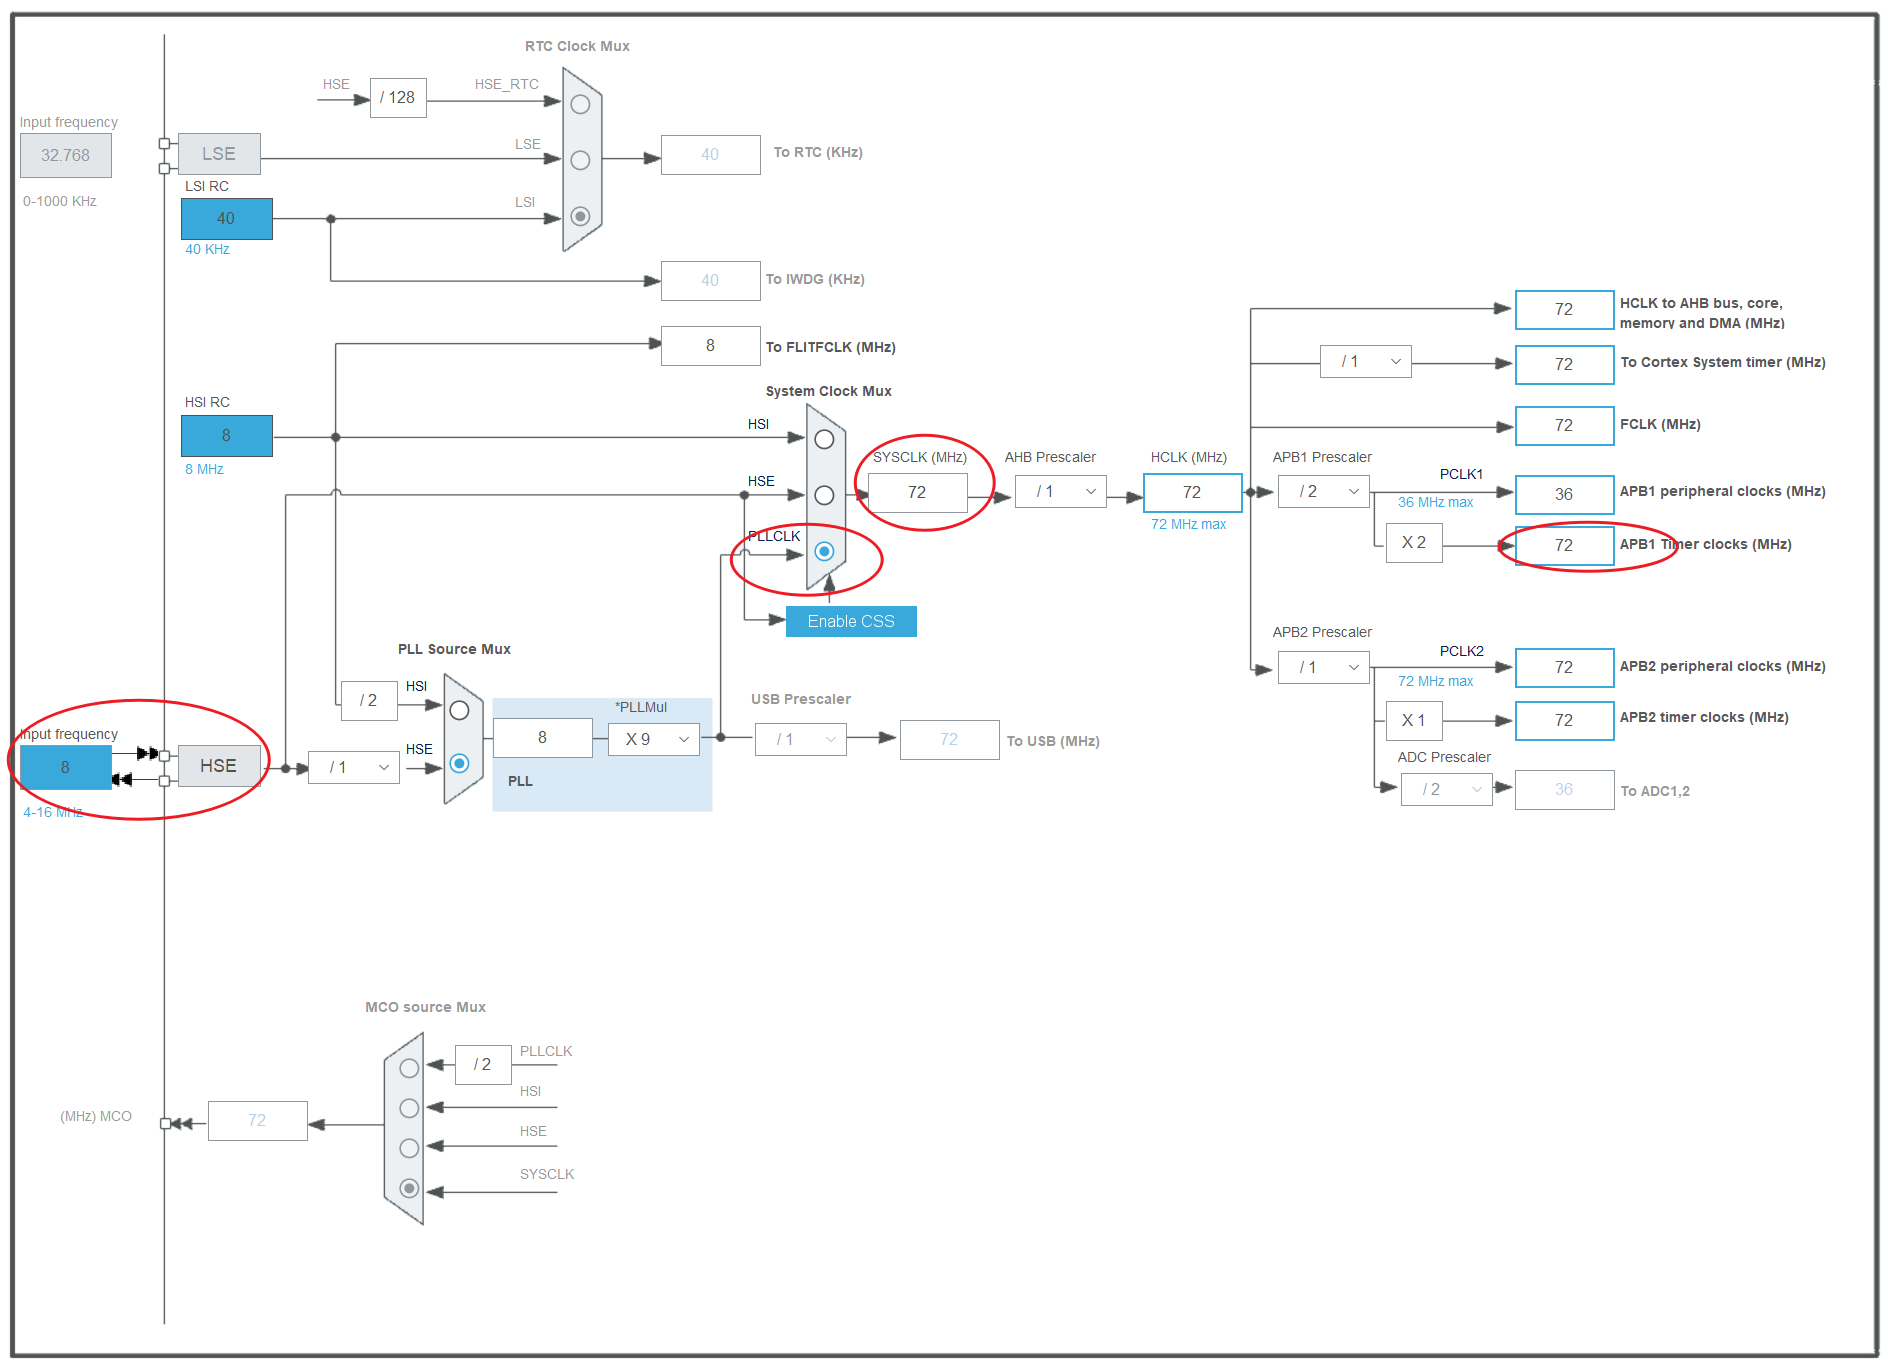 RTC Clock Mux
HSE
/ 128
HSE_RTC
Input frequency
32.768
LSE
LSE
40
To RTC (KHz)
0-1000 KHz
LSI RC
40
LSI
40 KHz
40
To IWDG (KHz)
8
To FLITFCLK (MHz)
HSI RC
8
8 MHz
System Clock Mux
HSI
HSE
PLLCLK
Enable CSS
SYSCLK (MHz)
72
AHB Prescaler
/ 1
HCLK (MHz)
72
72 MHz max
72
HCLK to AHB bus, core,
memory and DMA (MHz)
/ 1
72
To Cortex System timer (MHz)
72
FCLK (MHz)
APB1 Prescaler
/ 2
PCLK1
36 MHz max
36
APB1 peripheral clocks (MHz)
X 2
72
APB1 Timer clocks (MHz)
APB2 Prescaler
/ 1
PCLK2
72 MHz max
72
APB2 peripheral clocks (MHz)
X 1
72
APB2 timer clocks (MHz)
ADC Prescaler
/ 2
36
To ADC1,2
PLL Source Mux
/ 2
HSI
Input frequency
8
HSE
4-16 MHz
/ 1
HSE
8
*PLLMul
X 9
PLL
USB Prescaler
/ 1
72
To USB (MHz)
MCO source Mux
/ 2
PLLCLK
HSI
HSE
SYSCLK
(MHz) MCO
72